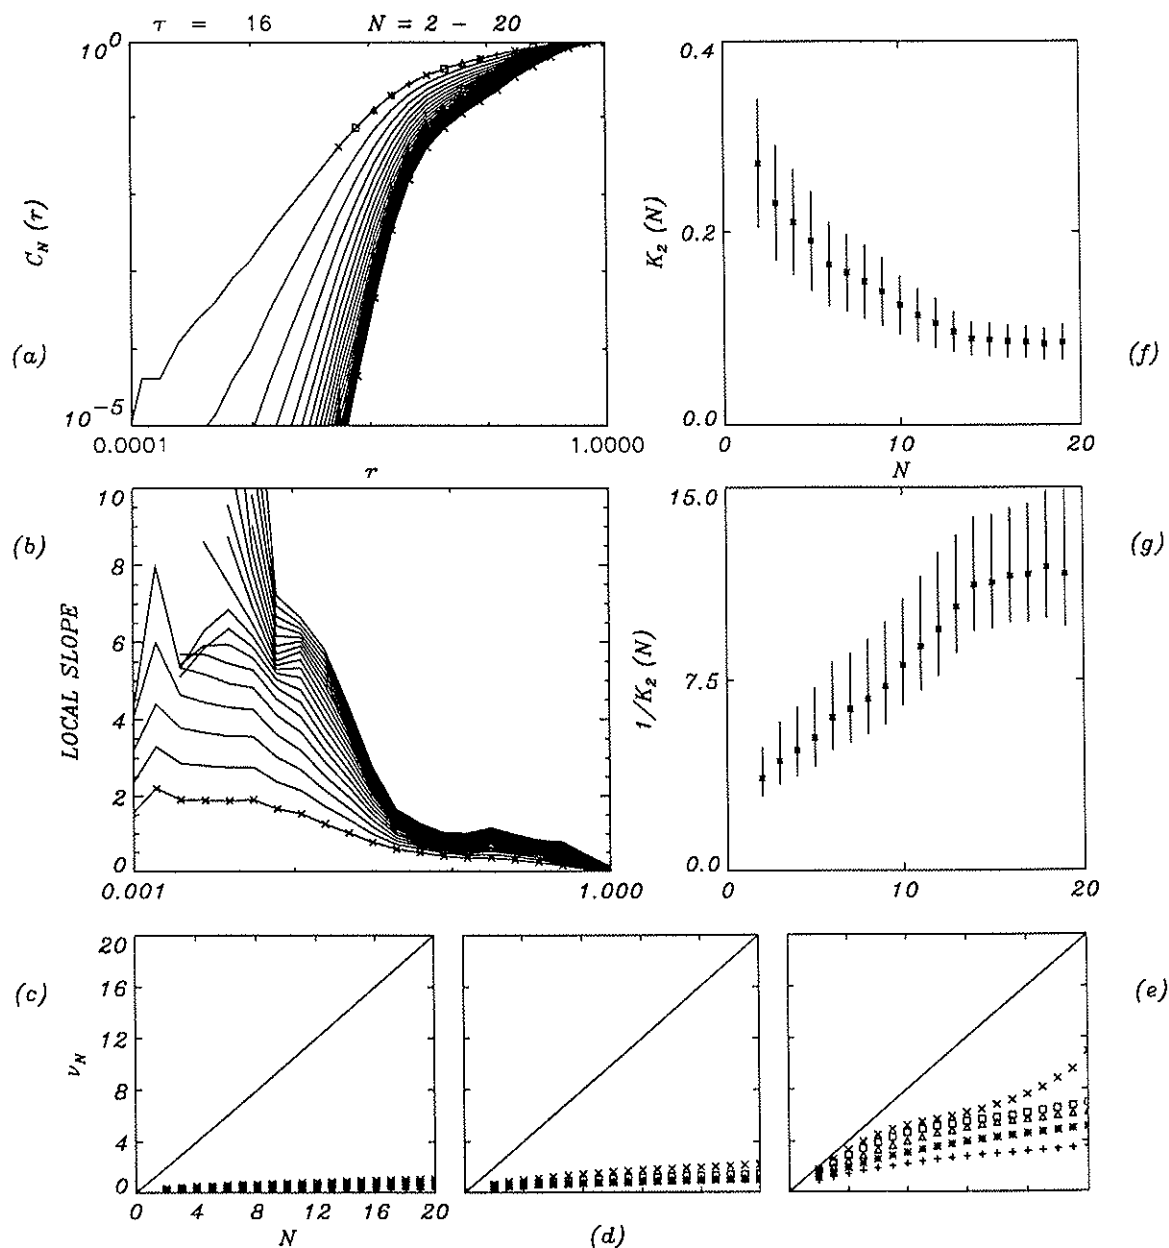 τ = 16 N = 2 - 20
10^0
C_N (r)
(a)
10^-5
0.0001 1.0000
r
0.4
K_2 (N)
0.2
0.0
0 10 20
N
(f)
10
8
6
4
2
0
LOCAL SLOPE
(b)
0.001 1.000
15.0
1/K_2 (N)
7.5
0.0
0 10 20
(g)
20
16
12
8
4
0
ν_N
(c)
0 4 8 12 16 20
N
(d)
(e)